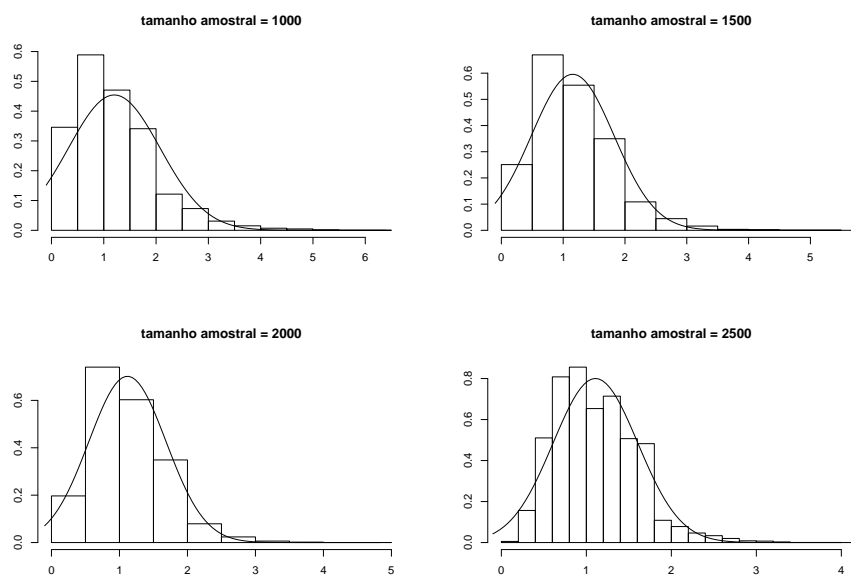 tamanho amostral = 1000
0.0 0.1 0.2 0.3 0.4 0.5 0.6
0 1 2 3 4 5 6
tamanho amostral = 1500
0.0 0.1 0.2 0.3 0.4 0.5 0.6
0 1 2 3 4 5
tamanho amostral = 2000
0.0 0.2 0.4 0.6
0 1 2 3 4 5
tamanho amostral = 2500
0.0 0.2 0.4 0.6 0.8
0 1 2 3 4